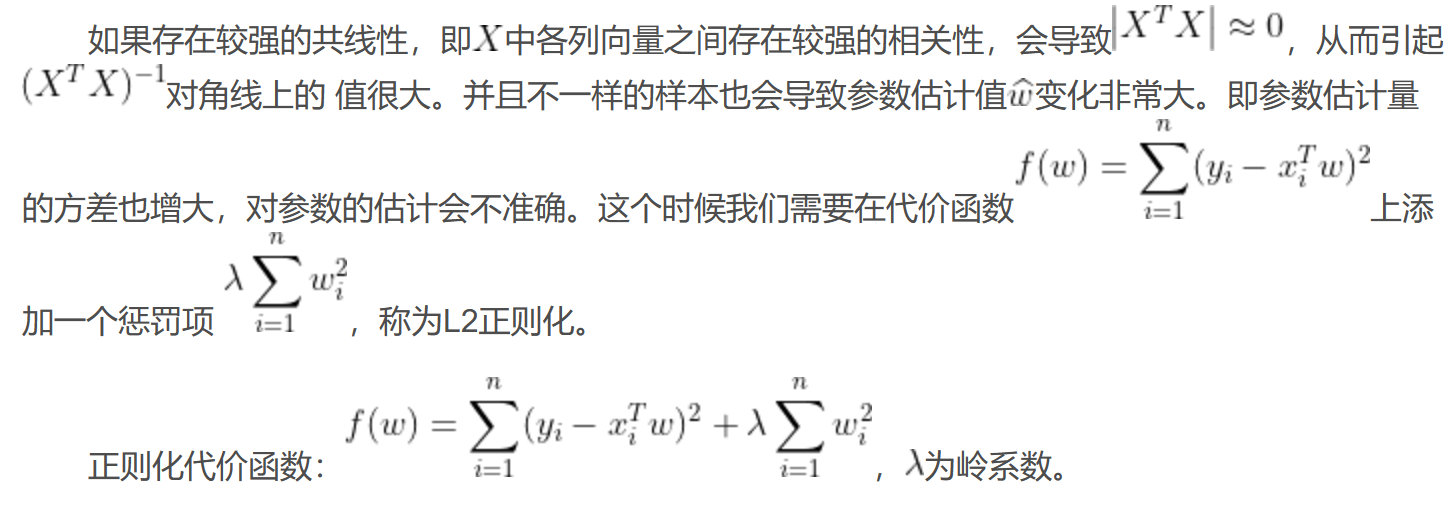 如果存在较强的共线性，即X中各列向量之间存在较强的相关性，会导致|X^T X| ≈ 0，从而引起
(X^T X)^{-1}对角线上的 值很大。并且不一样的样本也会导致参数估计值ŵ变化非常大。即参数估计量
的方差也增大，对参数的估计会不准确。这个时候我们需要在代价函数 f(w) = \sum_{i=1}^{n}(y_i − x_i^T w)^2 上添
加一个惩罚项 λ\sum_{i=1}^{n} w_i^2 ，称为L2正则化。
正则化代价函数：f(w) = \sum_{i=1}^{n}(y_i − x_i^T w)^2 + λ\sum_{i=1}^{n} w_i^2 ，λ为岭系数。